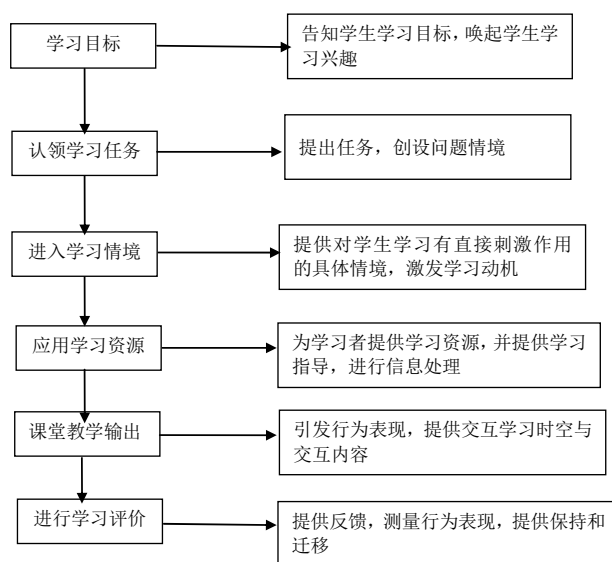 学习目标
告知学生学习目标，唤起学生学
习兴趣
认领学习任务
提出任务，创设问题情境
进入学习情境
提供对学生学习有直接刺激作用
的具体情境，激发学习动机
应用学习资源
为学习者提供学习资源，并提供学习
指导，进行信息处理
课堂教学输出
引发行为表现，提供交互学习时空与
交互内容
进行学习评价
提供反馈，测量行为表现，提供保持和
迁移